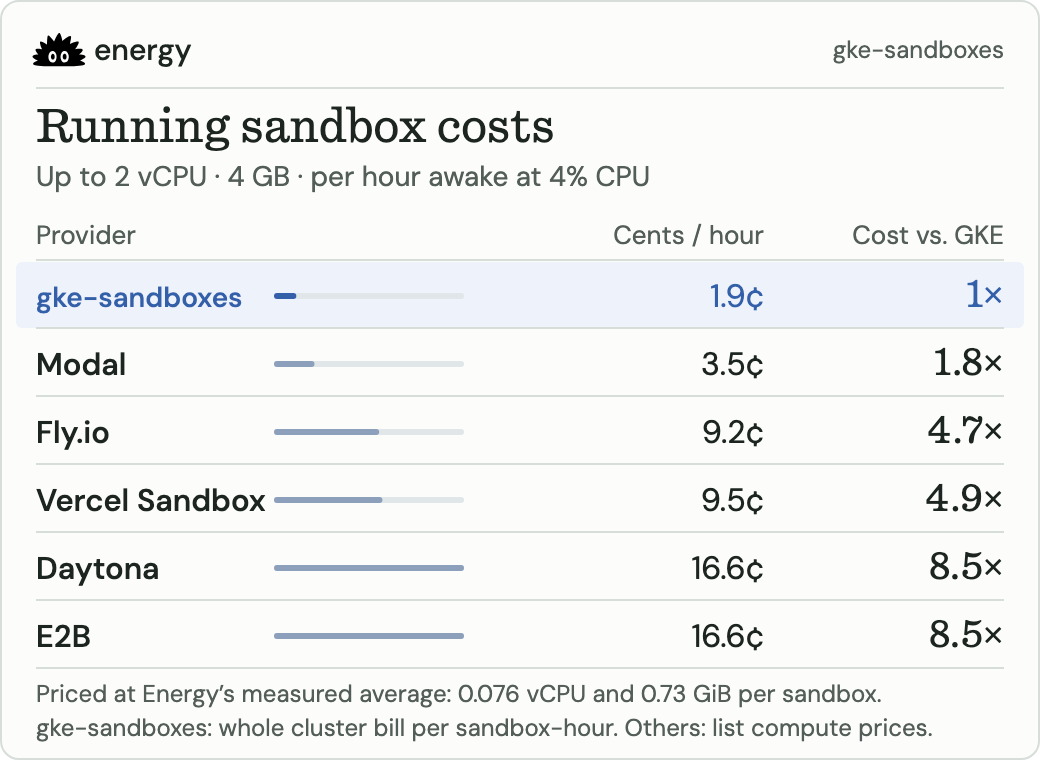 energy
gke-sandboxes
Running sandbox costs
Up to 2 vCPU · 4 GB · per hour awake at 4% CPU
Provider Cents / hour Cost vs. GKE
gke-sandboxes 1.9¢ 1×
Modal 3.5¢ 1.8×
Fly.io 9.2¢ 4.7×
Vercel Sandbox 9.5¢ 4.9×
Daytona 16.6¢ 8.5×
E2B 16.6¢ 8.5×
Priced at Energy’s measured average: 0.076 vCPU and 0.73 GiB per sandbox.
gke-sandboxes: whole cluster bill per sandbox-hour. Others: list compute prices.